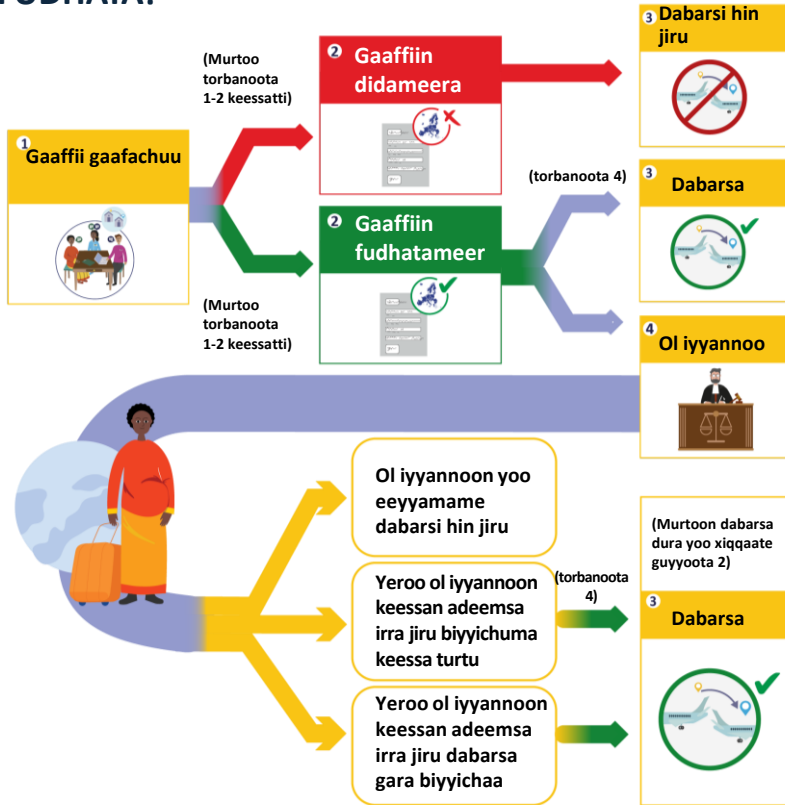 FUDHATA?
(Murtoo
torbanoota
1-2 keessatti)
2 Gaaffiin
didameera
3 Dabarsi hin
jiru
1
Gaaffii gaafachuu
(torbanoota 4)
3
Dabarsa
2 Gaaffiin
fudhatameer
(Murtoo
torbanoota
1-2 keessatti)
4
Ol iyyannoo
Ol iyyannoon yoo
eeyyamame
dabarsi hin jiru
(Murtoon dabarsa
dura yoo xiqqaate
guyyoota 2)
Yeroo ol iyyannoon
keessan adeemsa
irra jiru biyyichuma
keessa turtu
(torbanoota
4)
3
Dabarsa
Yeroo ol iyyannoon
keessan adeemsa
irra jiru dabarsa
gara biyyichaa